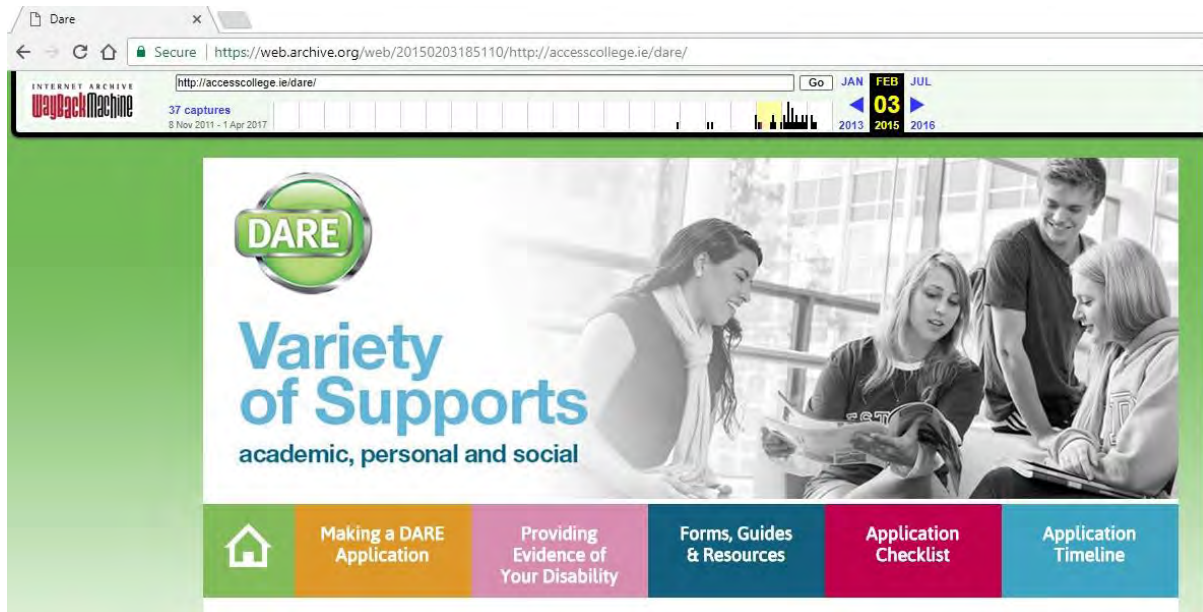 Dare
Secure | https://web.archive.org/web/20150203185110/http://accesscollege.ie/dare/
INTERNET ARCHIVE
WayBackMachine
http://accesscollege.ie/dare/
Go
JAN FEB JUL
37 captures
03
8 Nov 2011 - 1 Apr 2017
2013 2015 2016
DARE
Variety
of Supports
academic, personal and social
Making a DARE
Application
Providing
Evidence of
Your Disability
Forms, Guides
& Resources
Application
Checklist
Application
Timeline